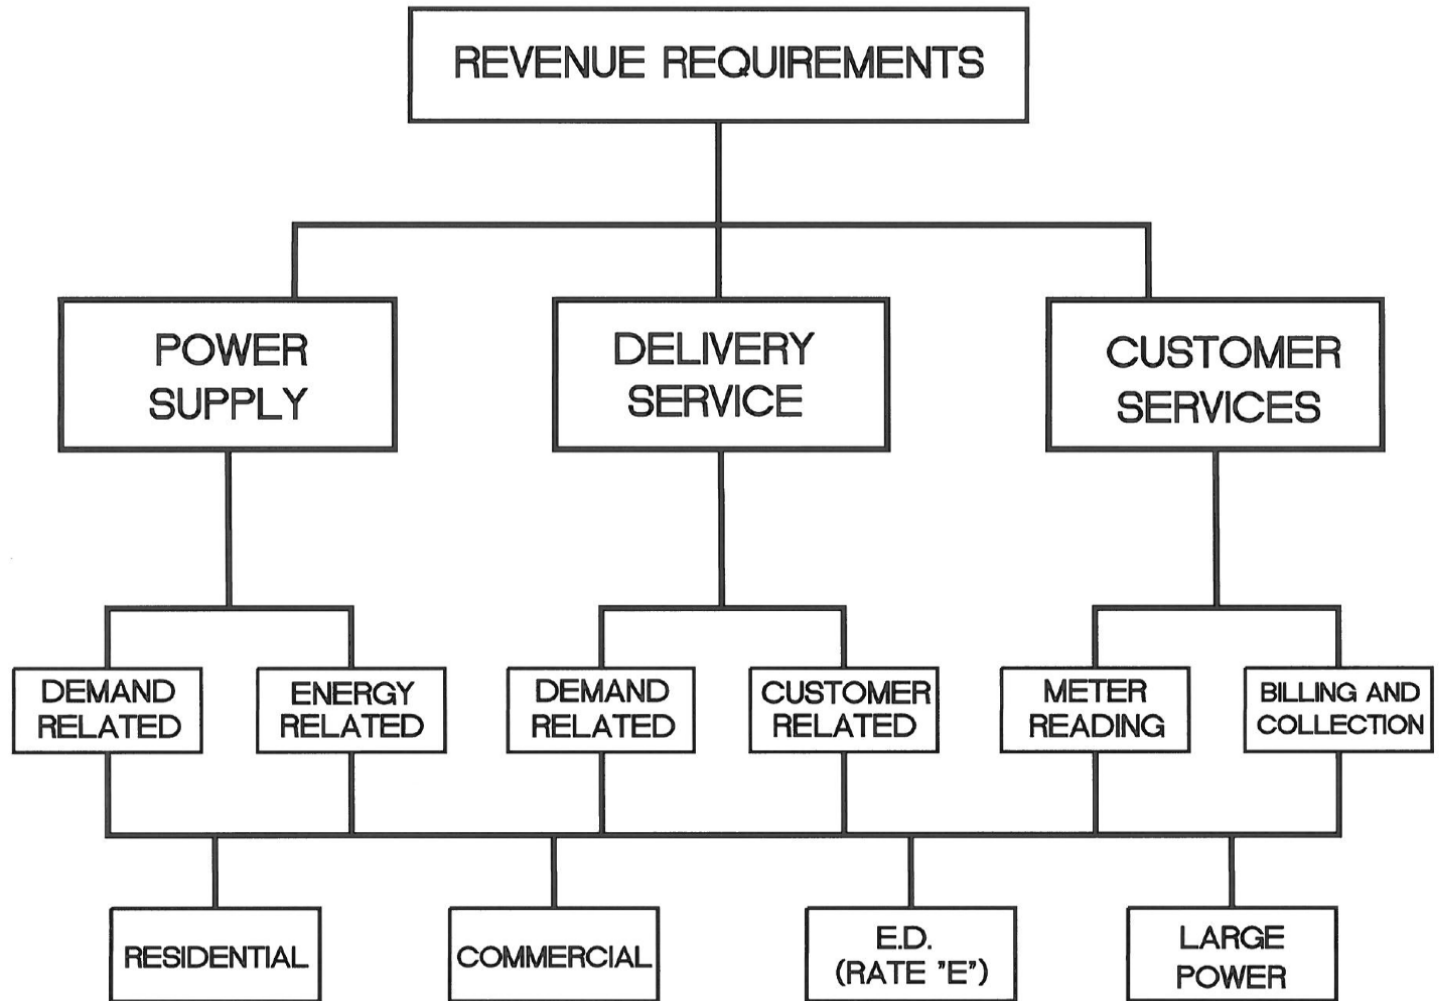 REVENUE REQUIREMENTS
POWER
SUPPLY
DELIVERY
SERVICE
CUSTOMER
SERVICES
DEMAND
RELATED
ENERGY
RELATED
DEMAND
RELATED
CUSTOMER
RELATED
METER
READING
BILLING AND
COLLECTION
RESIDENTIAL
COMMERCIAL
E.D.
(RATE "E")
LARGE
POWER